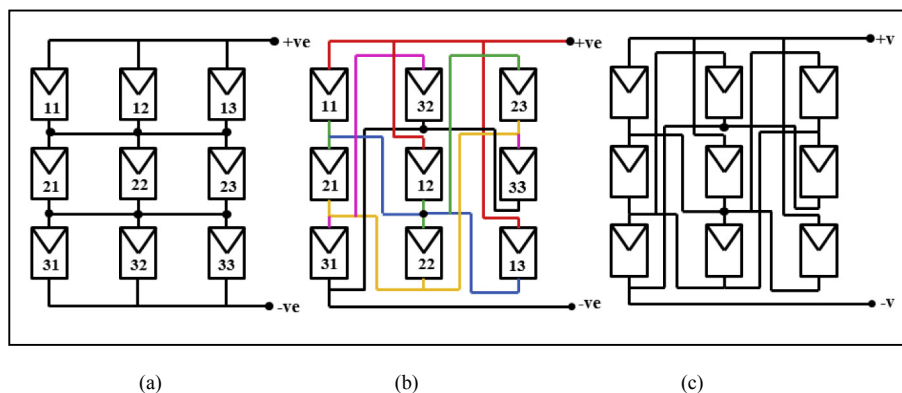 +ve
11 12 13
21 22 23
31 32 33
-ve
+ve
11 32 23
21 12 33
31 22 13
-ve
+v
-v
(a) (b) (c)